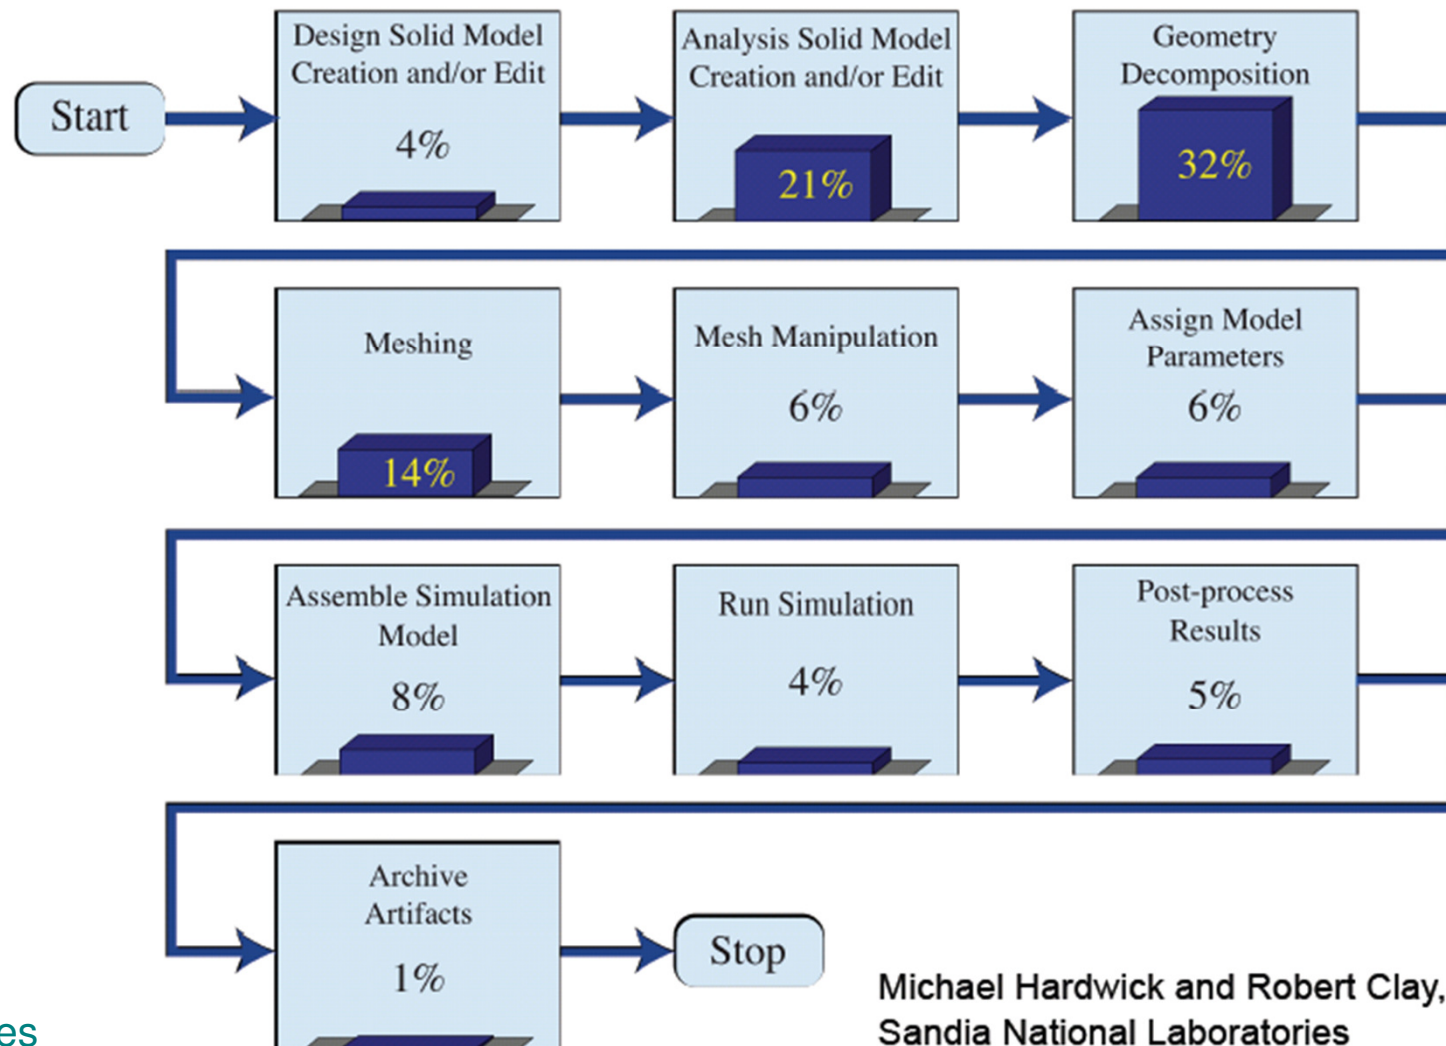 Start
Design Solid Model
Creation and/or Edit
4%
Analysis Solid Model
Creation and/or Edit
21%
Geometry
Decomposition
32%
Meshing
14%
Mesh Manipulation
6%
Assign Model
Parameters
6%
Assemble Simulation
Model
8%
Run Simulation
4%
Post-process
Results
5%
Archive
Artifacts
1%
Stop
Michael Hardwick and Robert Clay,
Sandia National Laboratories
es